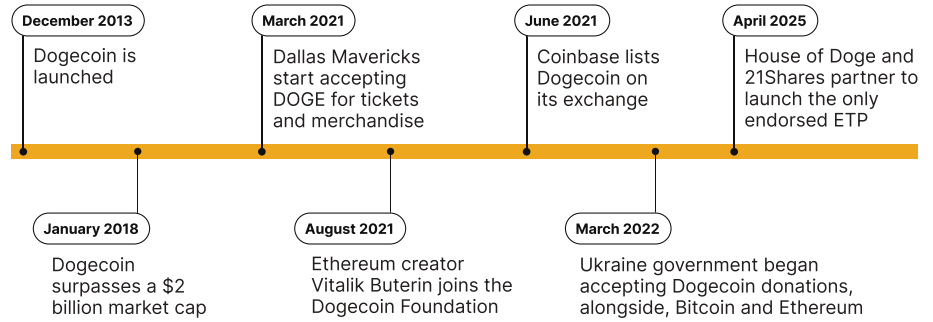 December 2013
Dogecoin is
launched
March 2021
Dallas Mavericks
start accepting
DOGE for tickets
and merchandise
June 2021
Coinbase lists
Dogecoin on
its exchange
April 2025
House of Doge and
21Shares partner to
launch the only
endorsed ETP
January 2018
Dogecoin
surpasses a $2
billion market cap
August 2021
Ethereum creator
Vitalik Buterin joins the
Dogecoin Foundation
March 2022
Ukraine government began
accepting Dogecoin donations,
alongside, Bitcoin and Ethereum